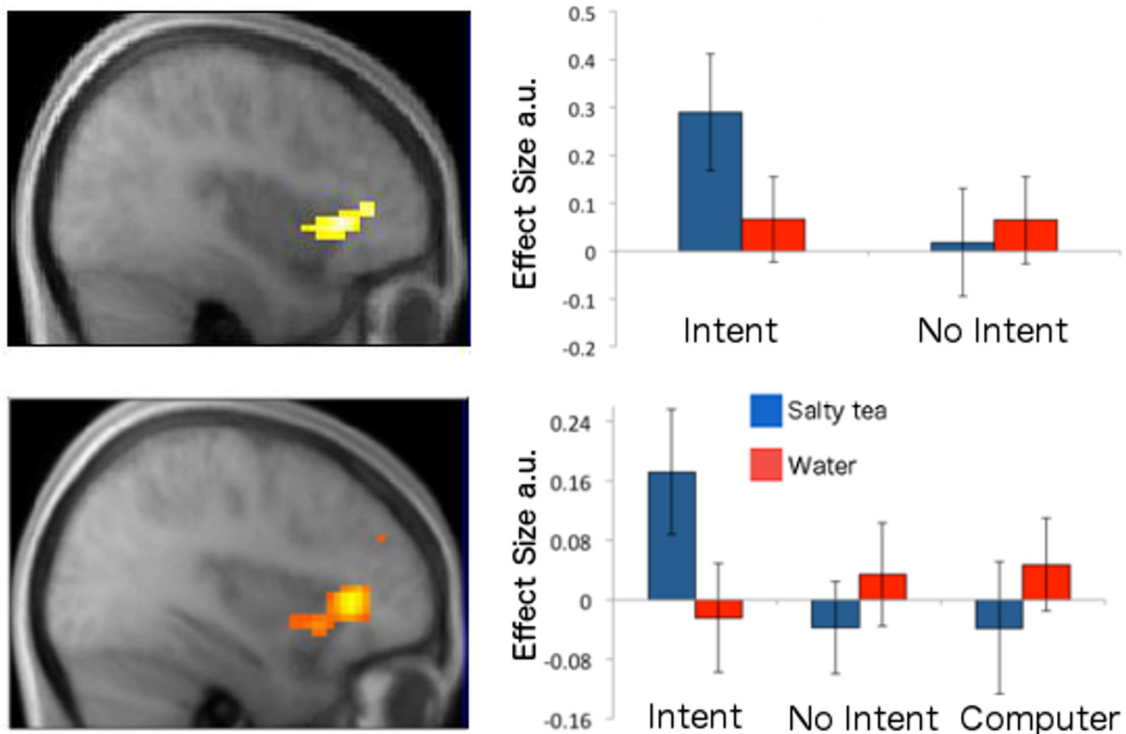 0.5
0.4
0.3
0.2
0.1
0
-0.1
-0.2
Effect Size a.u.
Intent No Intent
Salty tea
Water
0.24
0.16
0.08
0
-0.08
-0.16
Effect Size a.u.
Intent No Intent Computer